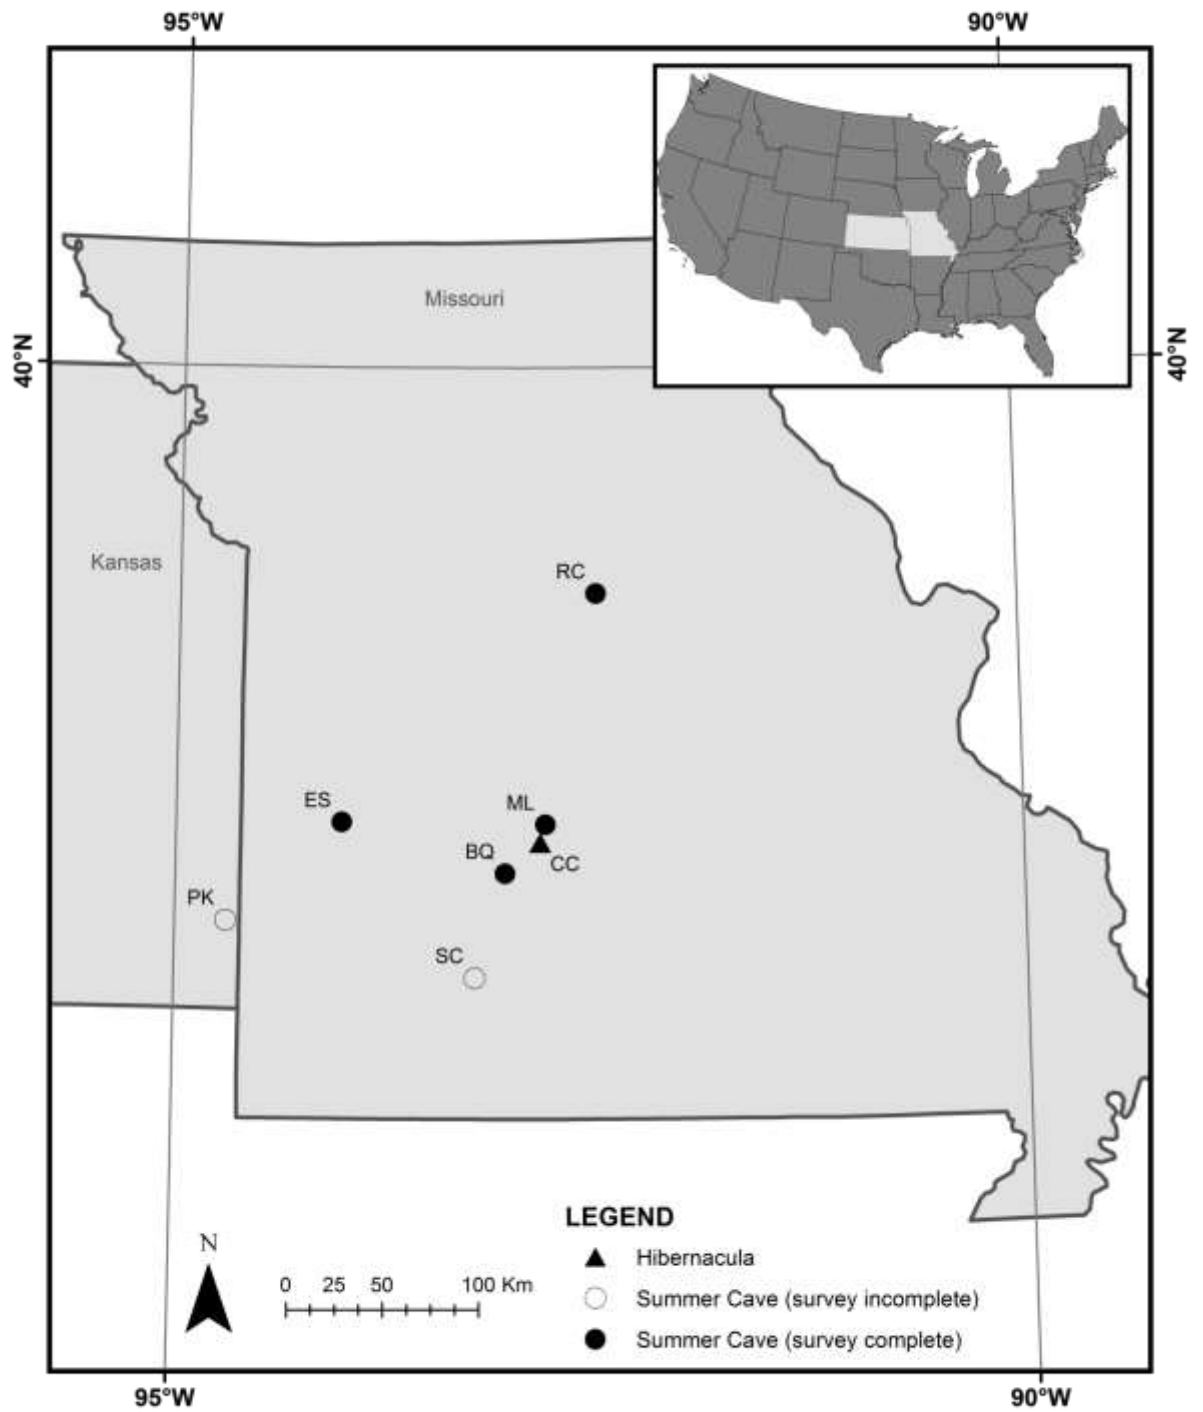 95°W 90°W
Missouri
40°N 40°N
Kansas
RC
ES
ML
BQ
CC
PK
SC
LEGEND
N
Hibernacula
0 25 50 100 Km
Summer Cave (survey incomplete)
Summer Cave (survey complete)
95°W 90°W